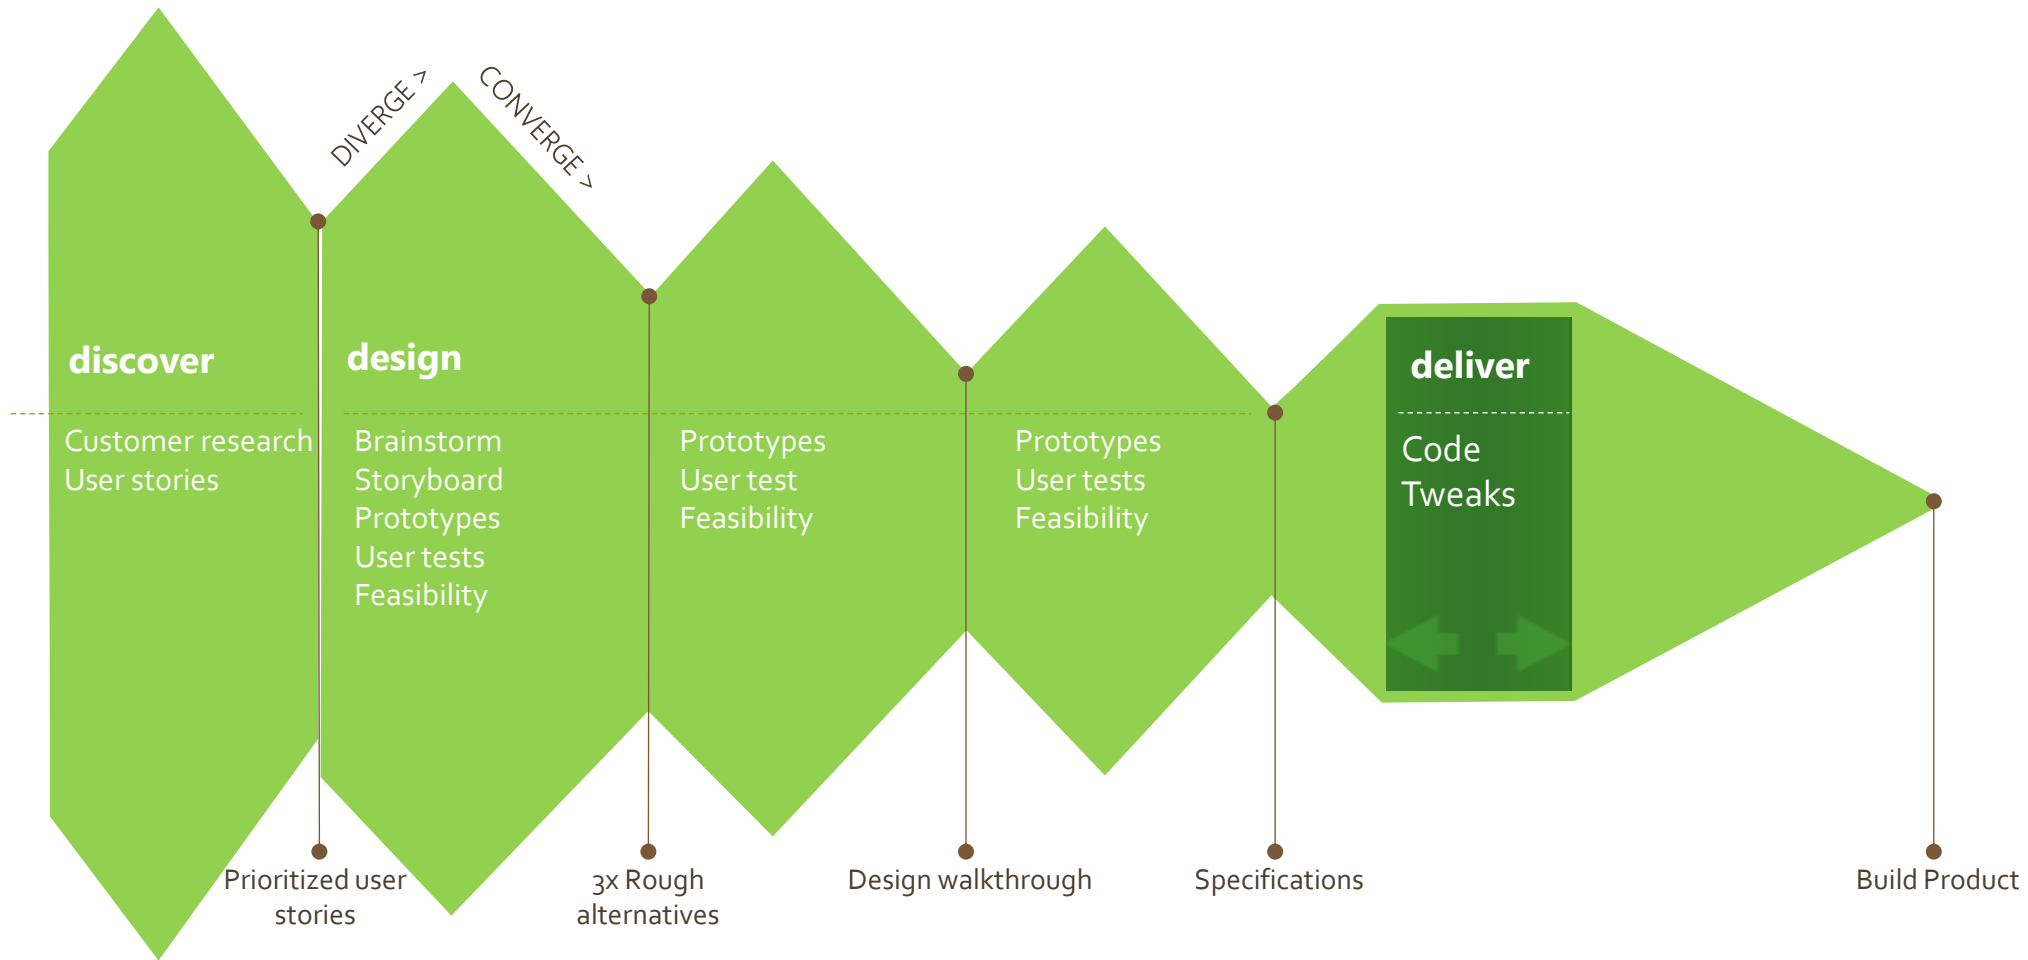 DIVERGE >
CONVERGE >
discover
Customer research
User stories
design
Brainstorm
Storyboard
Prototypes
User tests
Feasibility
Prototypes
User test
Feasibility
Prototypes
User tests
Feasibility
deliver
Code
Tweaks
Prioritized user
stories
3x Rough
alternatives
Design walkthrough
Specifications
Build Product